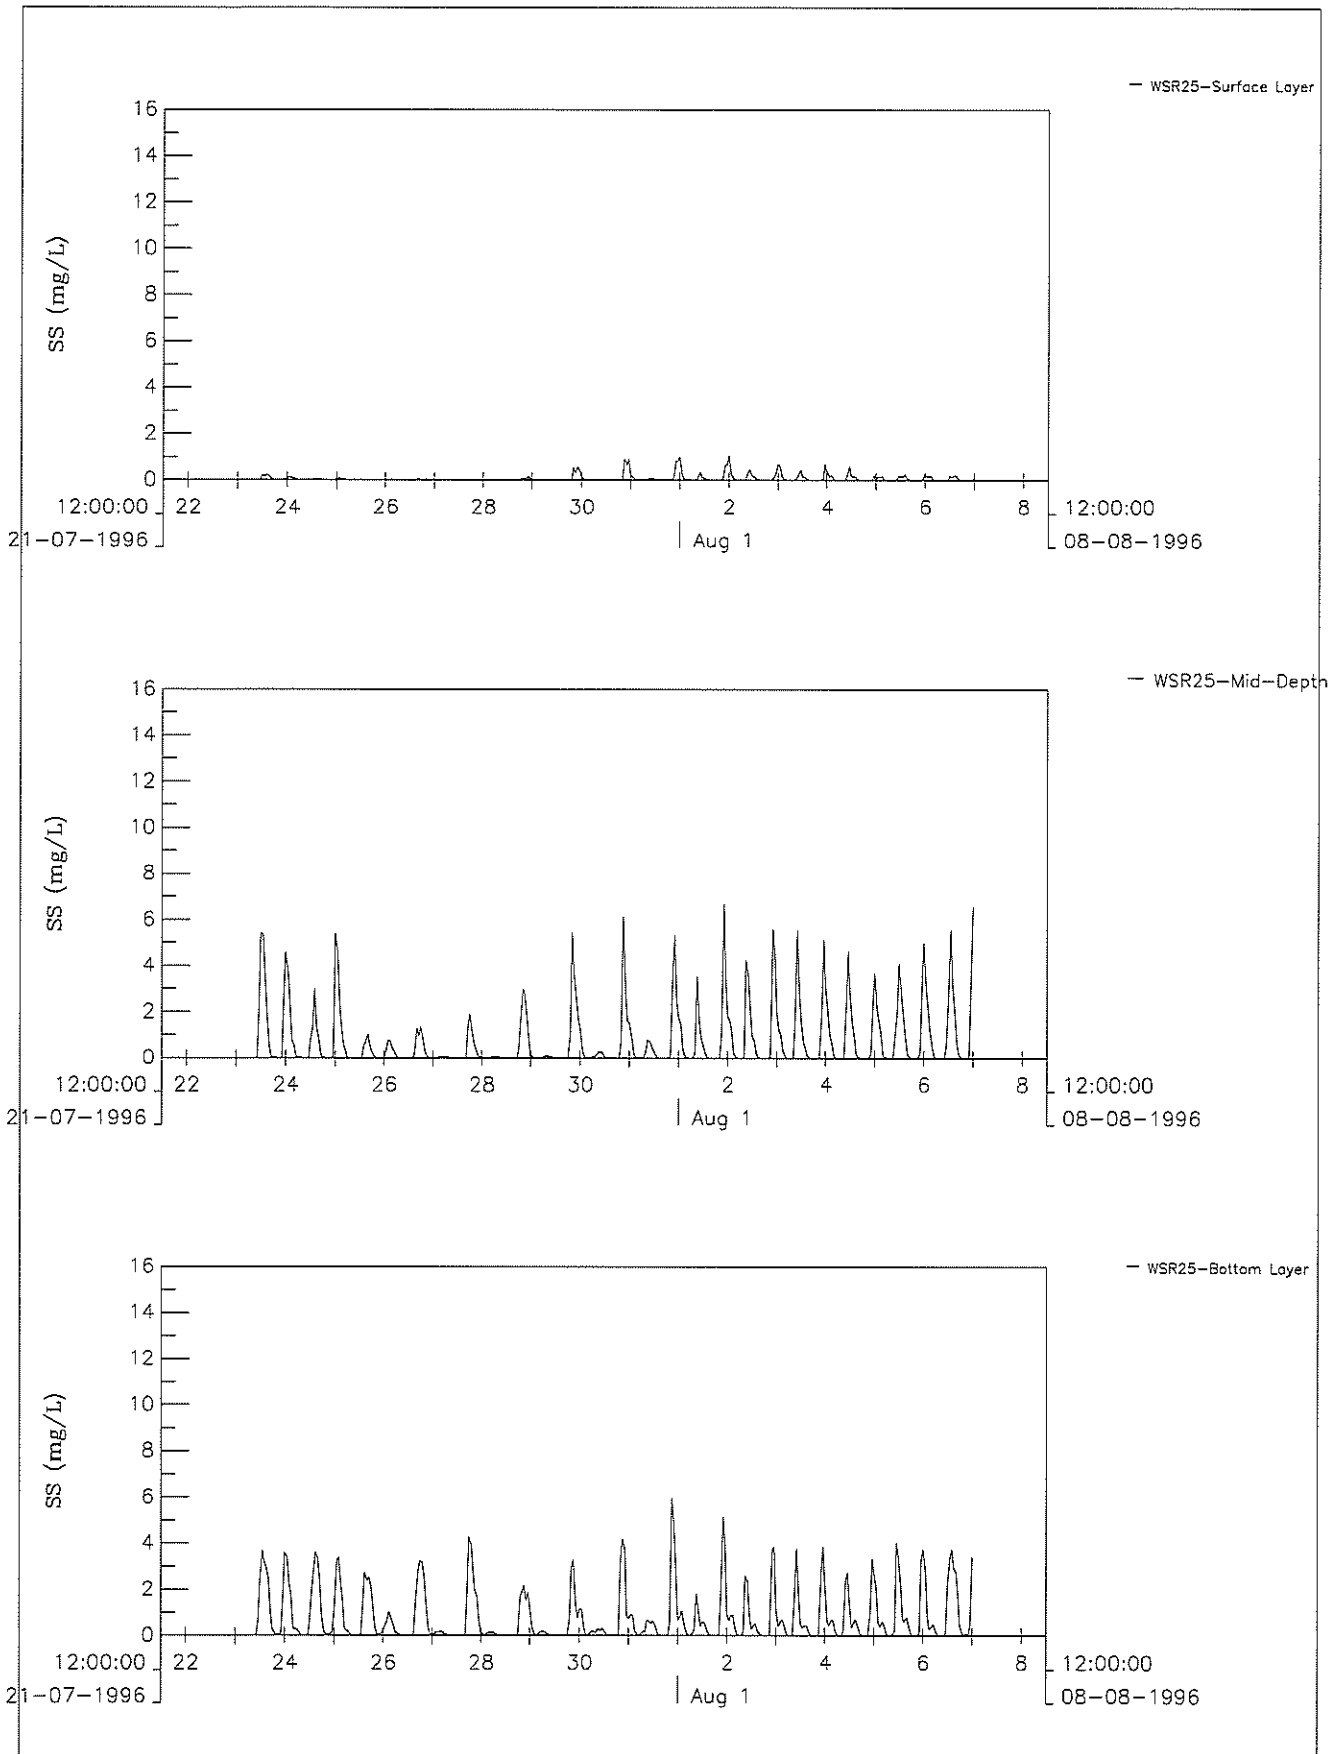 WSR25-Surface Layer
16
14
12
10
8
6
4
2
0
SS (mg/L)
12:00:00 22 24 26 28 30 2 4 6 8 12:00:00
21-07-1996 Aug 1 08-08-1996
WSR25-Mid-Depth
16
14
12
10
8
6
4
2
0
SS (mg/L)
12:00:00 22 24 26 28 30 2 4 6 8 12:00:00
21-07-1996 Aug 1 08-08-1996
WSR25-Bottom Layer
16
14
12
10
8
6
4
2
0
SS (mg/L)
12:00:00 22 24 26 28 30 2 4 6 8 12:00:00
21-07-1996 Aug 1 08-08-1996